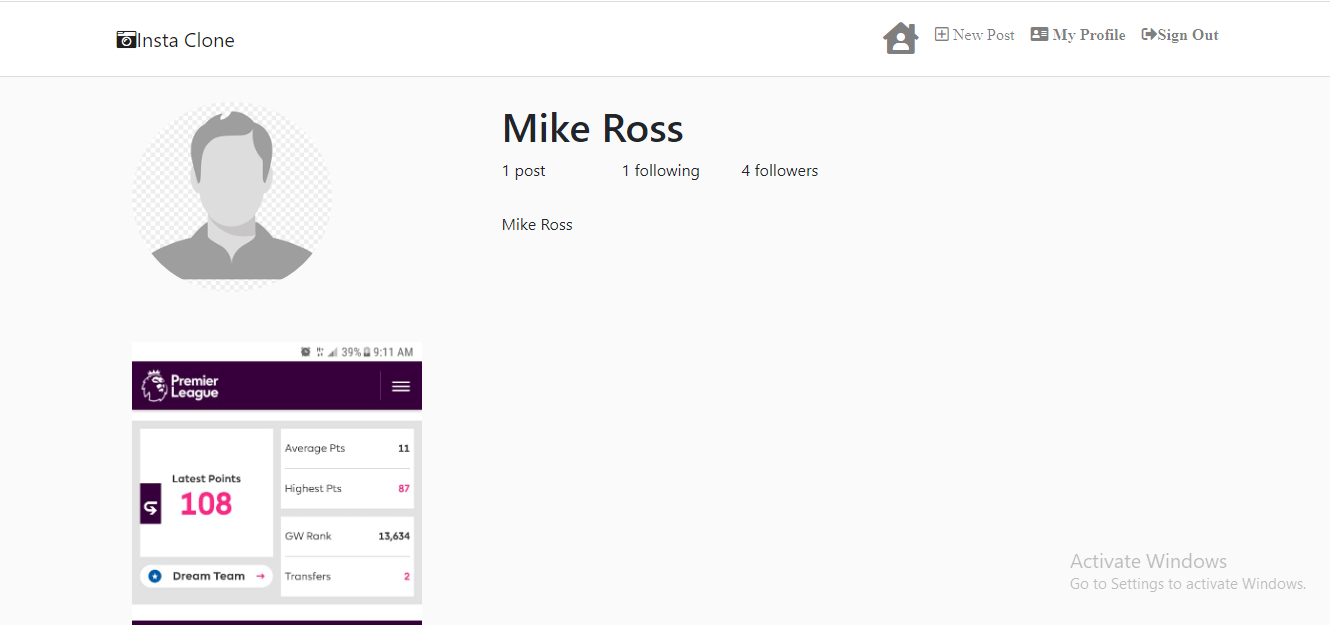 Insta Clone
New Post My Profile Sign Out
Mike Ross
1 post 1 following 4 followers
Mike Ross
39% 9:11 AM
Premier
League
Latest Points
108
Dream Team →
Average Pts 11
Highest Pts 87
GW Rank 13,634
Transfers 2
Activate Windows
Go to Settings to activate Windows.